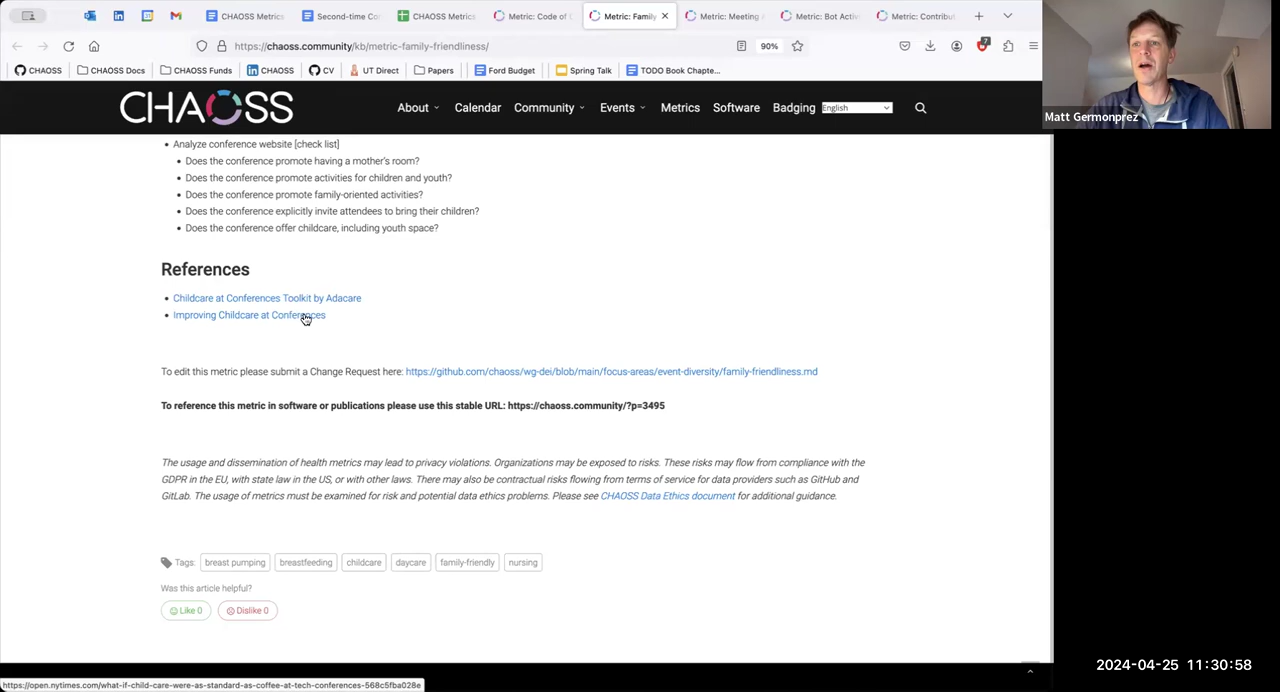 CHAOSS Metrics
Second-time Co
CHAOSS Metrics
Metric: Code of
Metric: Family
Metric: Meeting
Metric: Bot Activ
Metric: Contribut
https://chaoss.community/kb/metric-family-friendliness/
90%
7
CHAOSS
CHAOSS Docs
CHAOSS Funds
CHAOSS
CV
UT Direct
Papers
Ford Budget
Spring Talk
TODO Book Chapte...
Matt Germonprez
CHAOSS
About
Calendar
Community
Events
Metrics
Software
Badging
English
Analyze conference website [check list]
Does the conference promote having a mother's room?
Does the conference promote activities for children and youth?
Does the conference promote family-oriented activities?
Does the conference explicitly invite attendees to bring their children?
Does the conference offer childcare, including youth space?
References
Childcare at Conferences Toolkit by Adacare
Improving Childcare at Conferences
To edit this metric please submit a Change Request here: https://github.com/chaoss/wg-dei/blob/main/focus-areas/event-diversity/family-friendliness.md
To reference this metric in software or publications please use this stable URL: https://chaoss.community/?p=3495
The usage and dissemination of health metrics may lead to privacy violations. Organizations may be exposed to risks. These risks may flow from compliance with the
GDPR in the EU, with state law in the US, or with other laws. There may also be contractual risks flowing from terms of service for data providers such as GitHub and
GitLab. The usage of metrics must be examined for risk and potential data ethics problems. Please see CHAOSS Data Ethics document for additional guidance.
Tags:
breast pumping
breastfeeding
childcare
daycare
family-friendly
nursing
Was this article helpful?
Like 0
Dislike 0
2024-04-25 11:30:58
https://open.nytimes.com/what-if-child-care-were-as-standard-as-coffee-at-tech-conferences-568c5fba028e